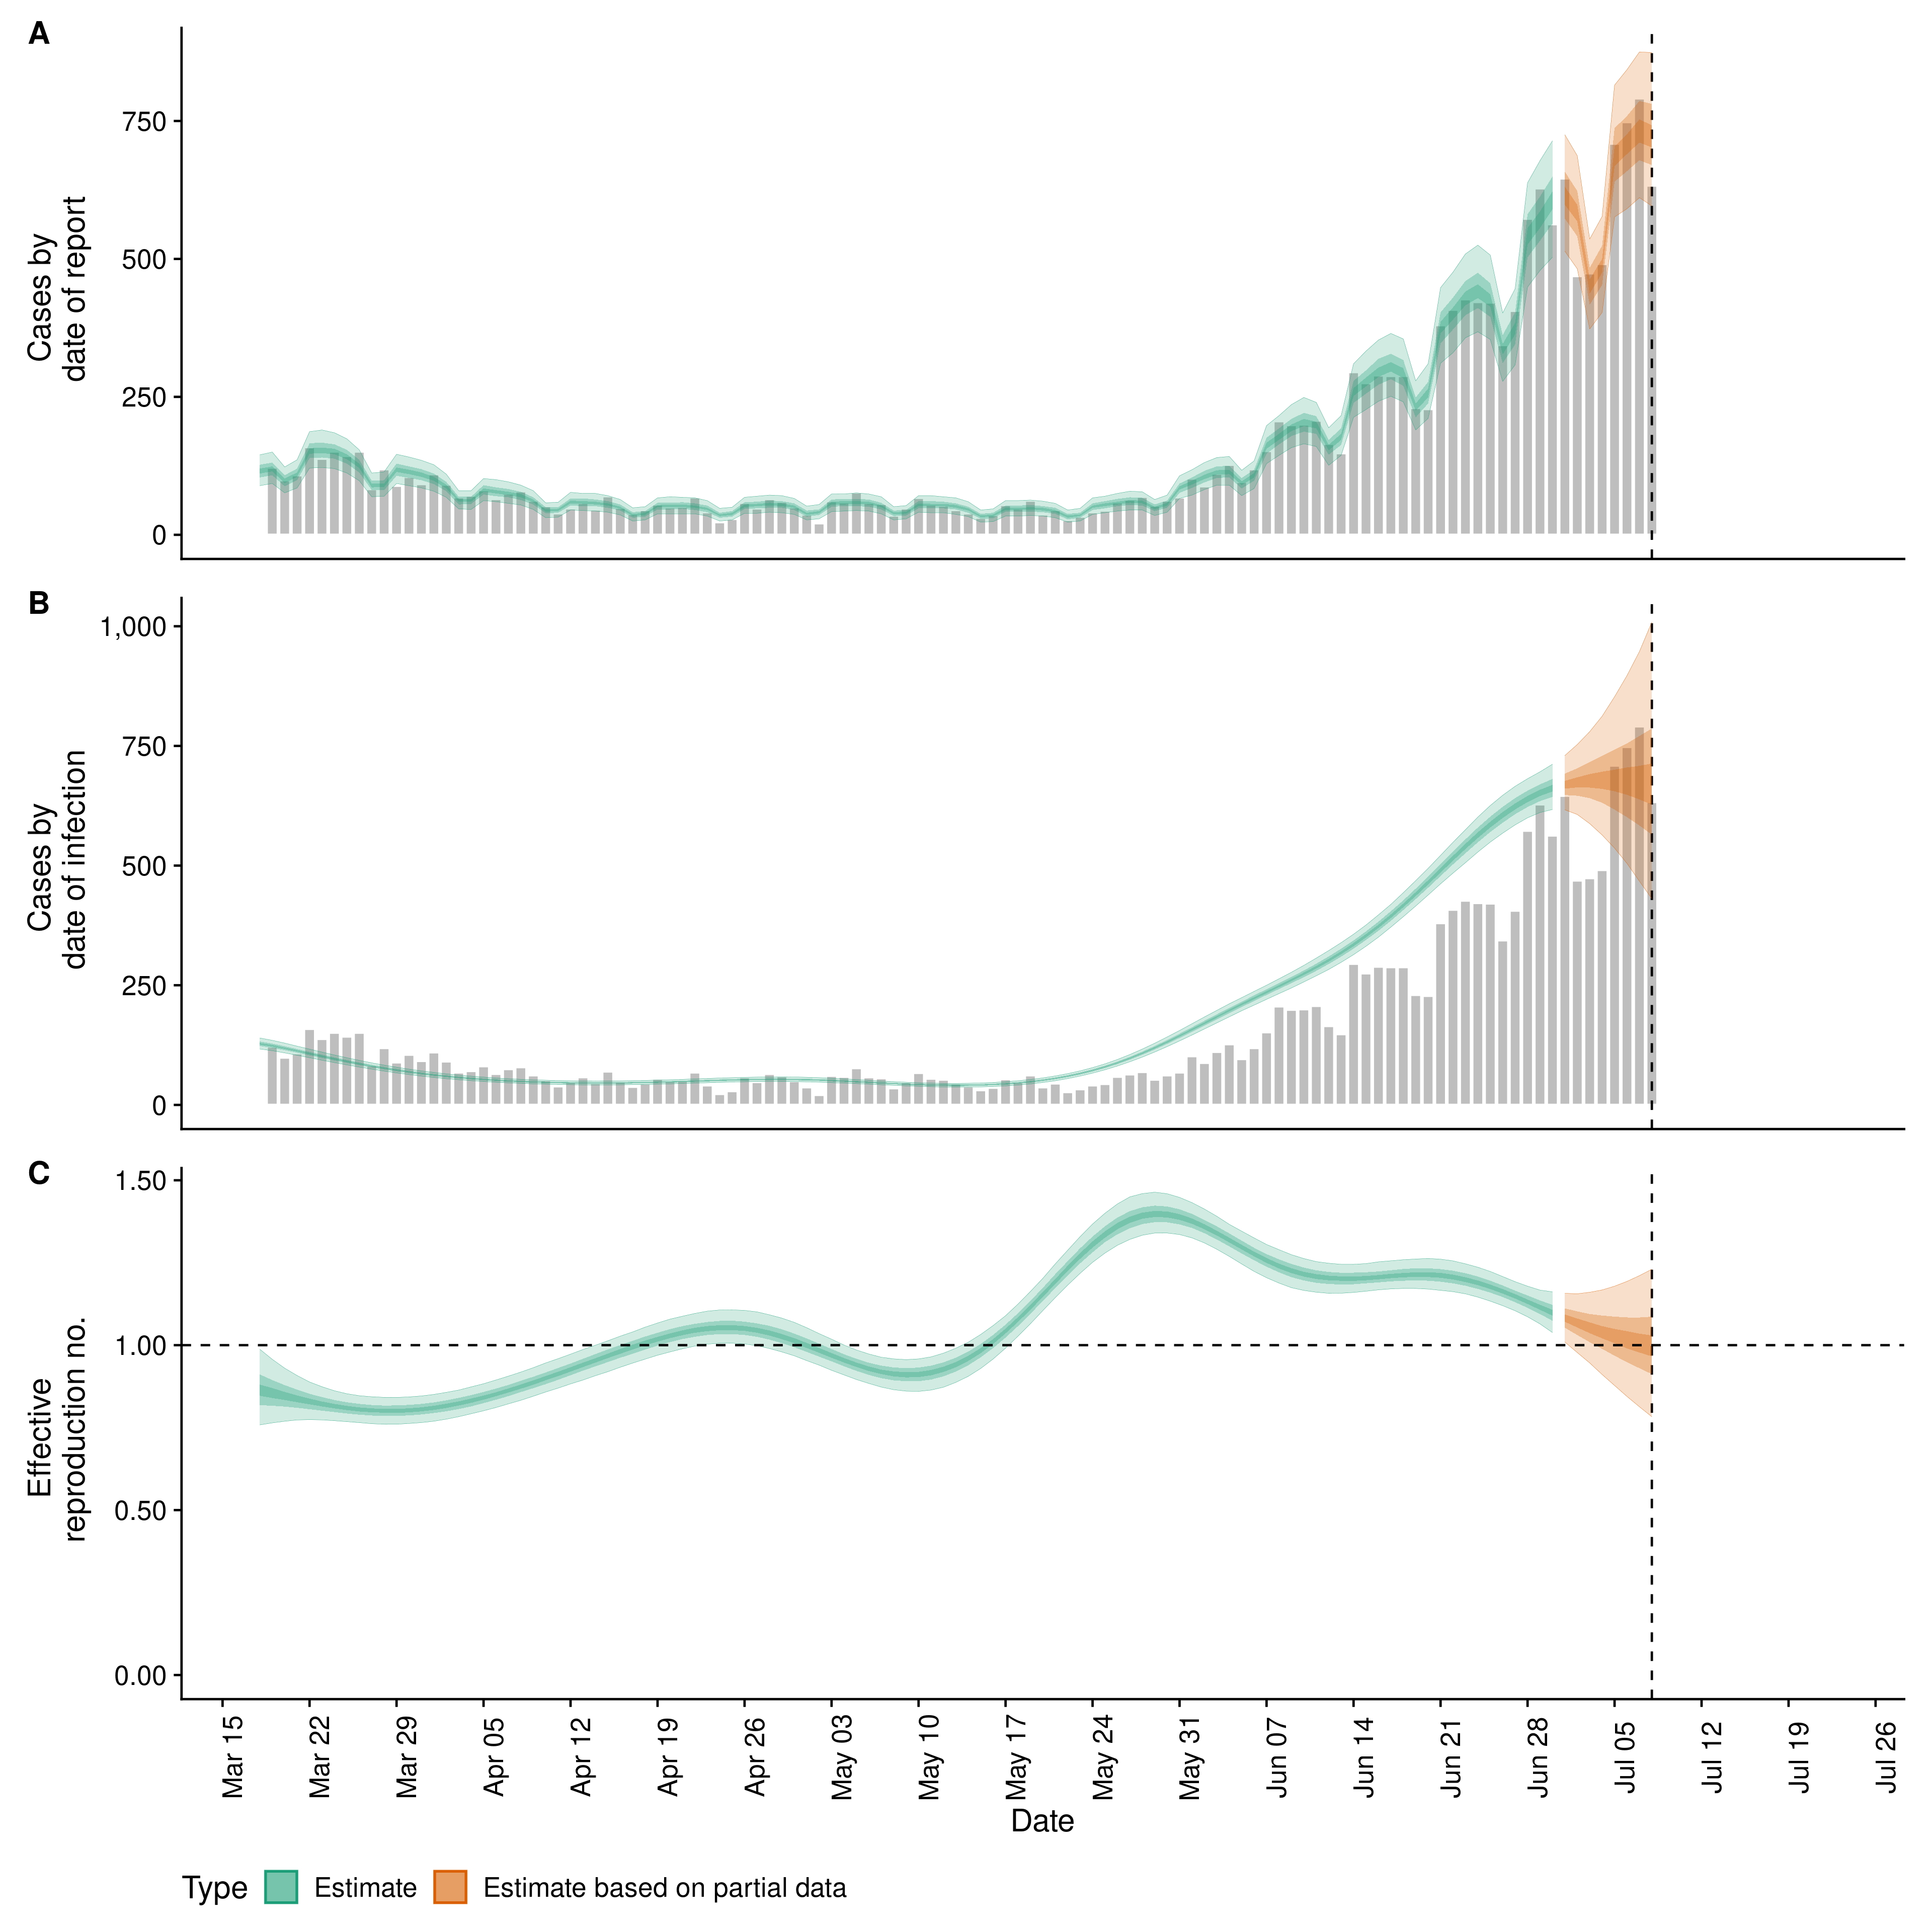 A
Cases by
date of report
750
500
250
0
B
Cases by
date of infection
1,000
750
500
250
0
C
Effective
reproduction no.
1.50
1.00
0.50
0.00
Mar 15
Mar 22
Mar 29
Apr 05
Apr 12
Apr 19
Apr 26
May 03
May 10
May 17
May 24
May 31
Jun 07
Jun 14
Jun 21
Jun 28
Jul 05
Jul 12
Jul 19
Jul 26
Date
Type Estimate Estimate based on partial data